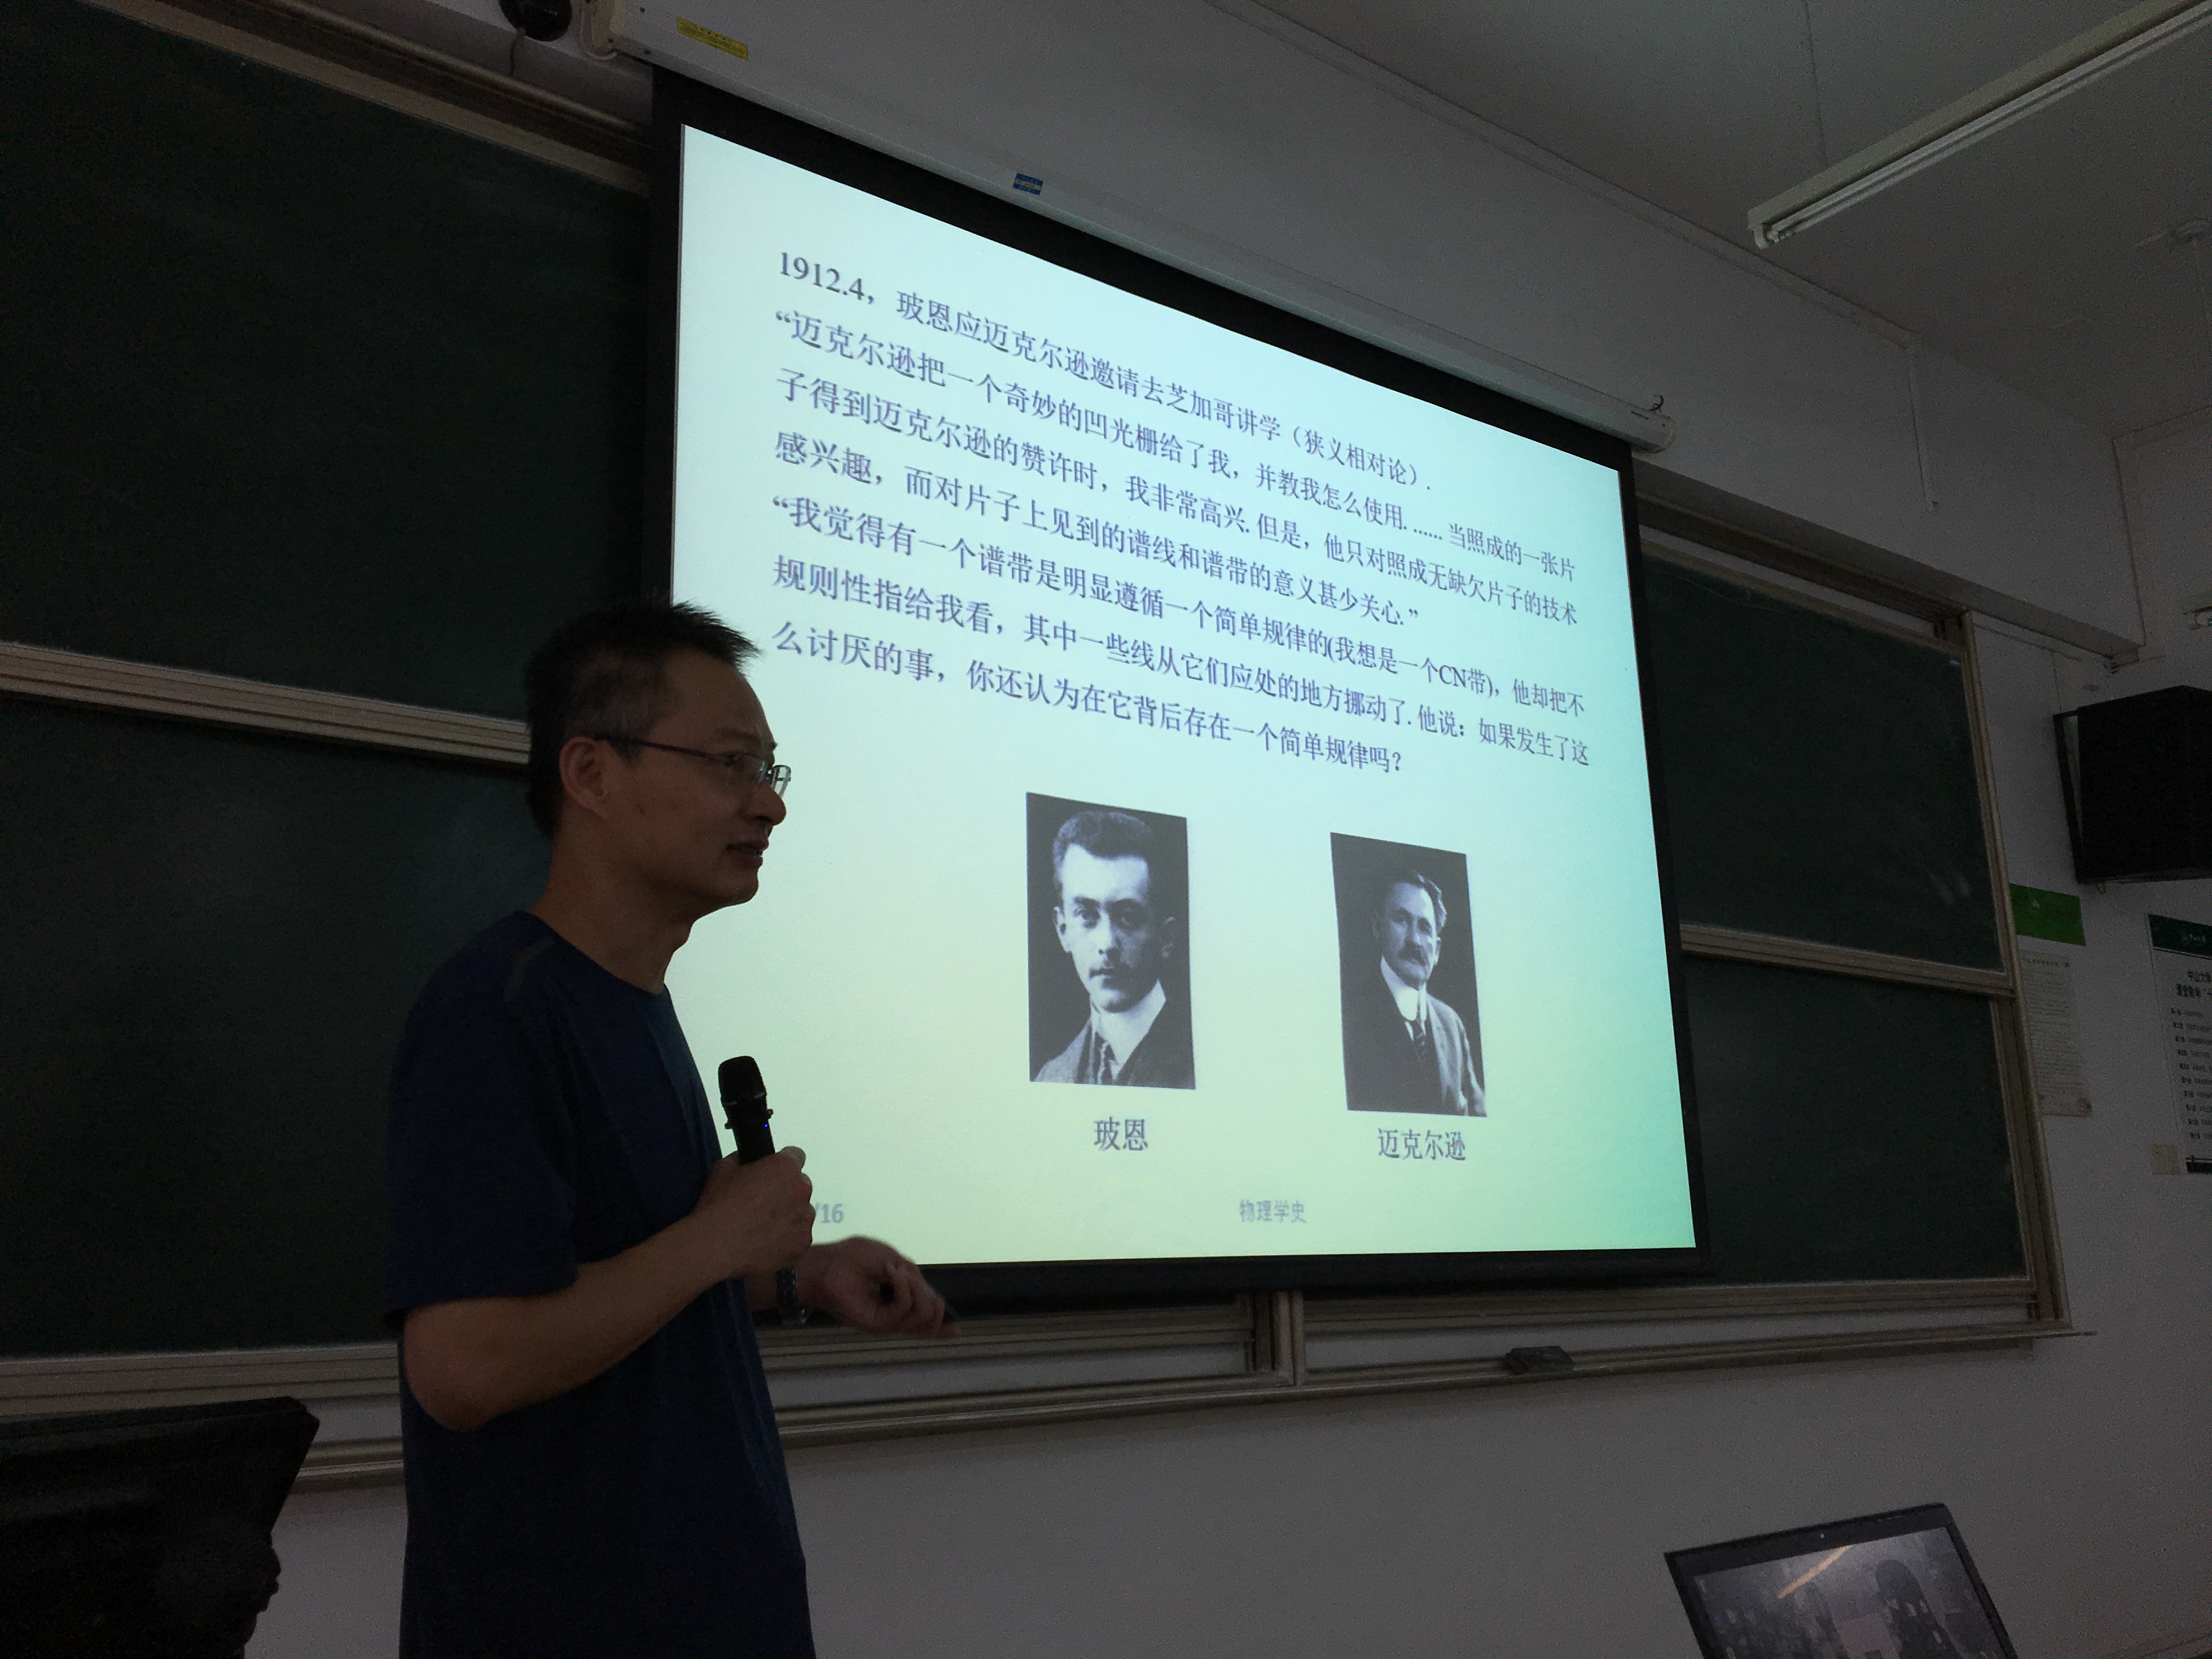 1912.4，玻恩应迈克尔逊邀请去芝加哥讲学（狭义相对论）.
“迈克尔逊把一个奇妙的凹光栅给了我，并教我怎么使用. ...... 当照成的一张片
子得到迈克尔逊的赞许时，我非常高兴. 但是，他只对照成无缺欠片子的技术
感兴趣，而对片子上见到的谱线和谱带的意义甚少关心.”
“我觉得有一个谱带是明显遵循一个简单规律的(我想是一个CN带)，他却把不
规则性指给我看，其中一些线从它们应处的地方挪动了. 他说：如果发生了这
么讨厌的事，你还认为在它背后存在一个简单规律吗？
玻恩
迈克尔逊
/16
物理学史